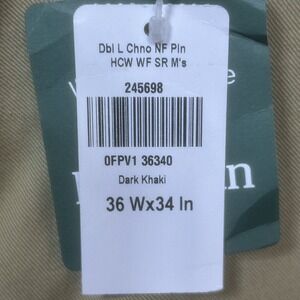 Dbl L Chno NF Pln
HCW WF SR M's
245698
0FPV1 36340
Dark Khaki
36 Wx34 In